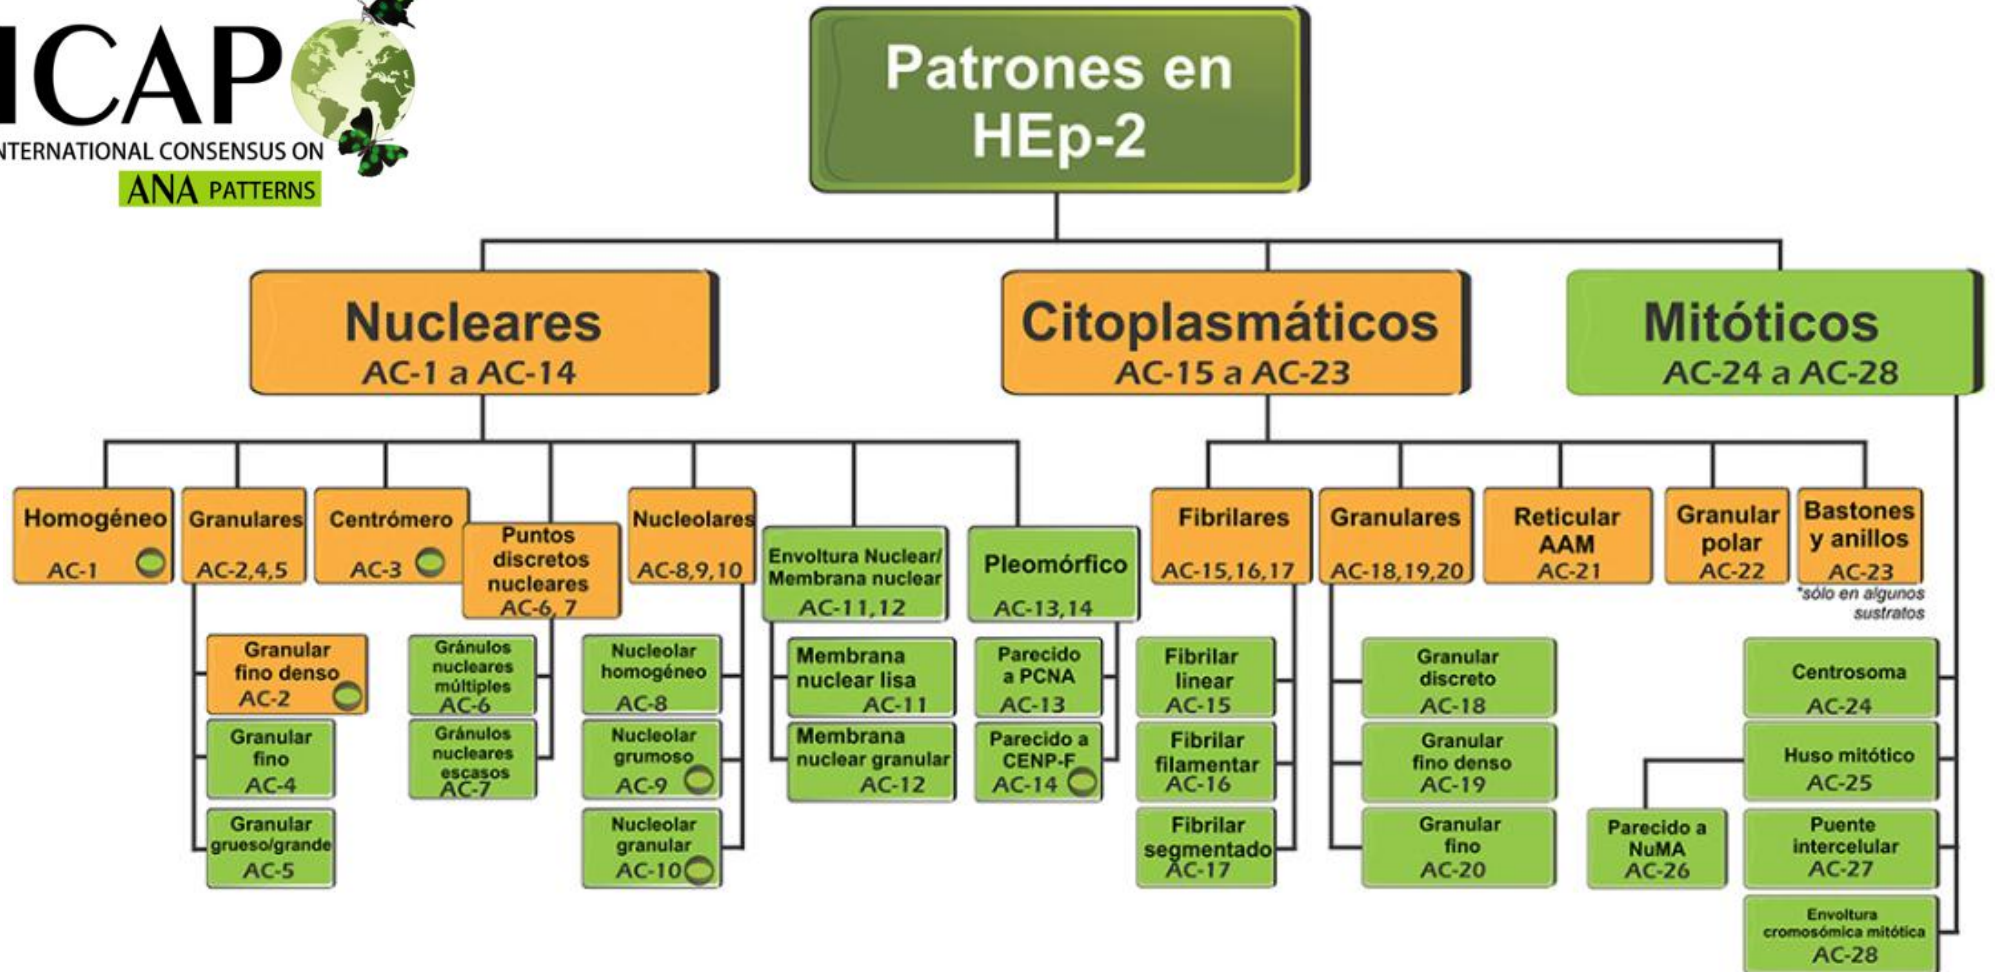 ICAP
INTERNATIONAL CONSENSUS ON
ANA PATTERNS
Patrones en
HEp-2
Nucleares
AC-1 a AC-14
Citoplasmáticos
AC-15 a AC-23
Mitóticos
AC-24 a AC-28
Homogéneo
AC-1
Granulares
AC-2,4,5
Centrómero
AC-3
Puntos
discretos
nucleares
AC-6, 7
Nucleolares
AC-8,9,10
Envoltura Nuclear/
Membrana nuclear
AC-11,12
Pleomórfico
AC-13,14
Fibrilares
AC-15,16,17
Granulares
AC-18,19,20
Reticular
AAM
AC-21
Granular
polar
AC-22
Bastones
y anillos
AC-23
*sólo en algunos
sustratos
Granular
fino denso
AC-2
Granular
fino
AC-4
Granular
grueso/grande
AC-5
Gránulos
nucleares
múltiples
AC-6
Gránulos
nucleares
escasos
AC-7
Nucleolar
homogéneo
AC-8
Nucleolar
grumoso
AC-9
Nucleolar
granular
AC-10
Membrana
nuclear lisa
AC-11
Membrana
nuclear granular
AC-12
Parecido
a PCNA
AC-13
Parecido a
CENP-F
AC-14
Fibrilar
linear
AC-15
Fibrilar
filamentar
AC-16
Fibrilar
segmentado
AC-17
Granular
discreto
AC-18
Granular
fino denso
AC-19
Granular
fino
AC-20
Centrosoma
AC-24
Huso mitótico
AC-25
Parecido a
NuMA
AC-26
Puente
intercelular
AC-27
Envoltura
cromosómica mitótica
AC-28